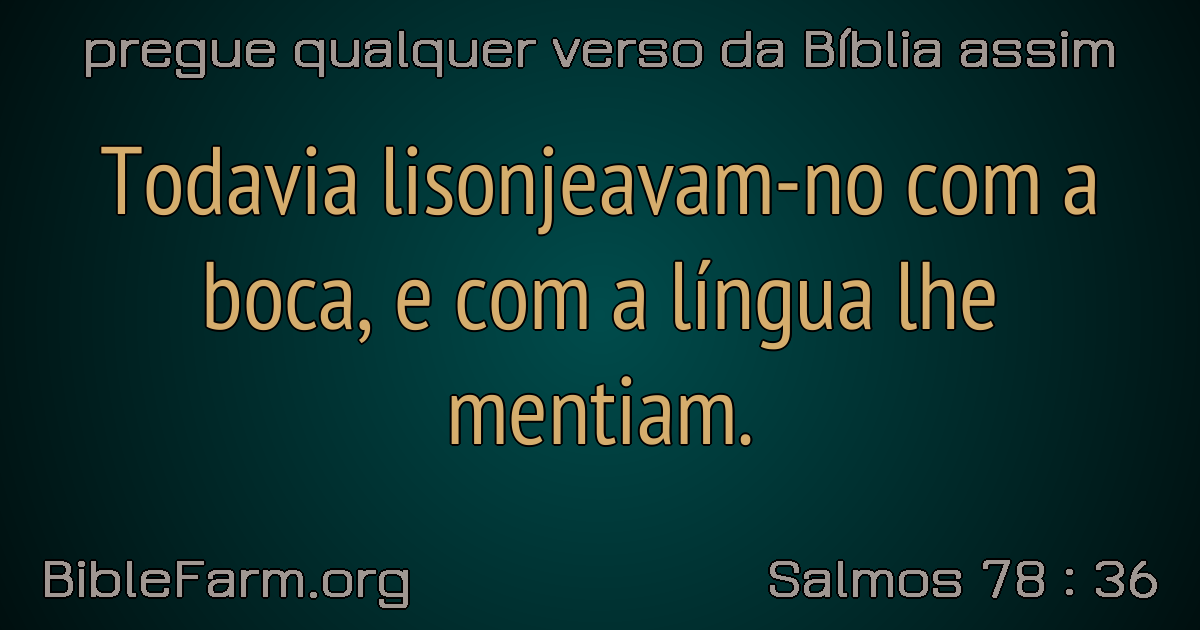 pregue qualquer verso da Bíblia assim
Todavia lisonjeavam-no com a
boca, e com a língua lhe
mentiam.
BibleFarm.org
Salmos 78 : 36